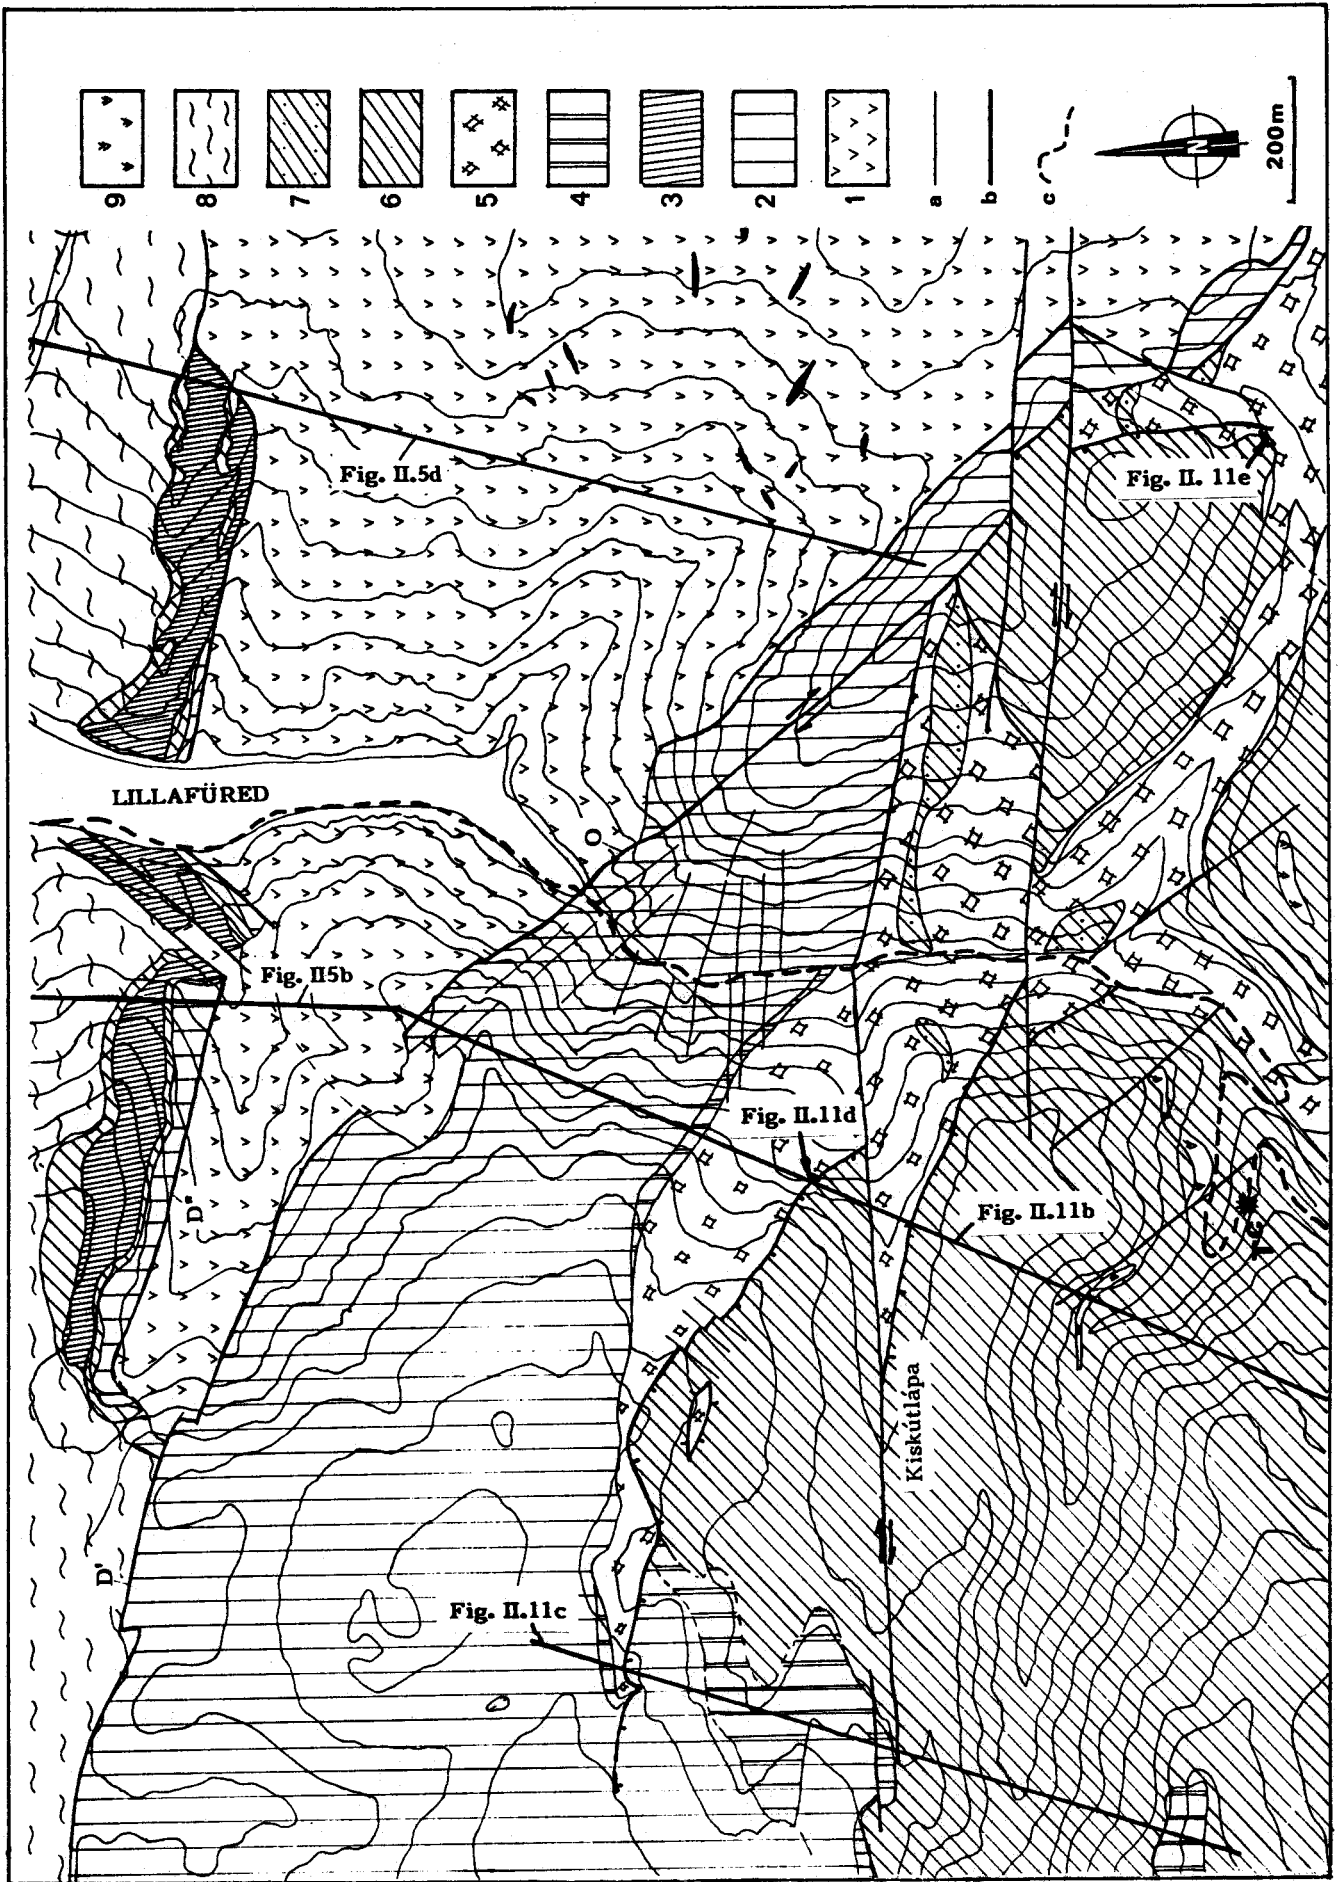 9
8
7
6
5
4
3
2
1
a
b
c
N
200m
Fig. II.5d
Fig. II. 11e
LILLAFÜRED
O
Fig. II5b
Fig. II.11d
D"
Fig. II.11b
Kiskútlápa
D'
Fig. II.11c